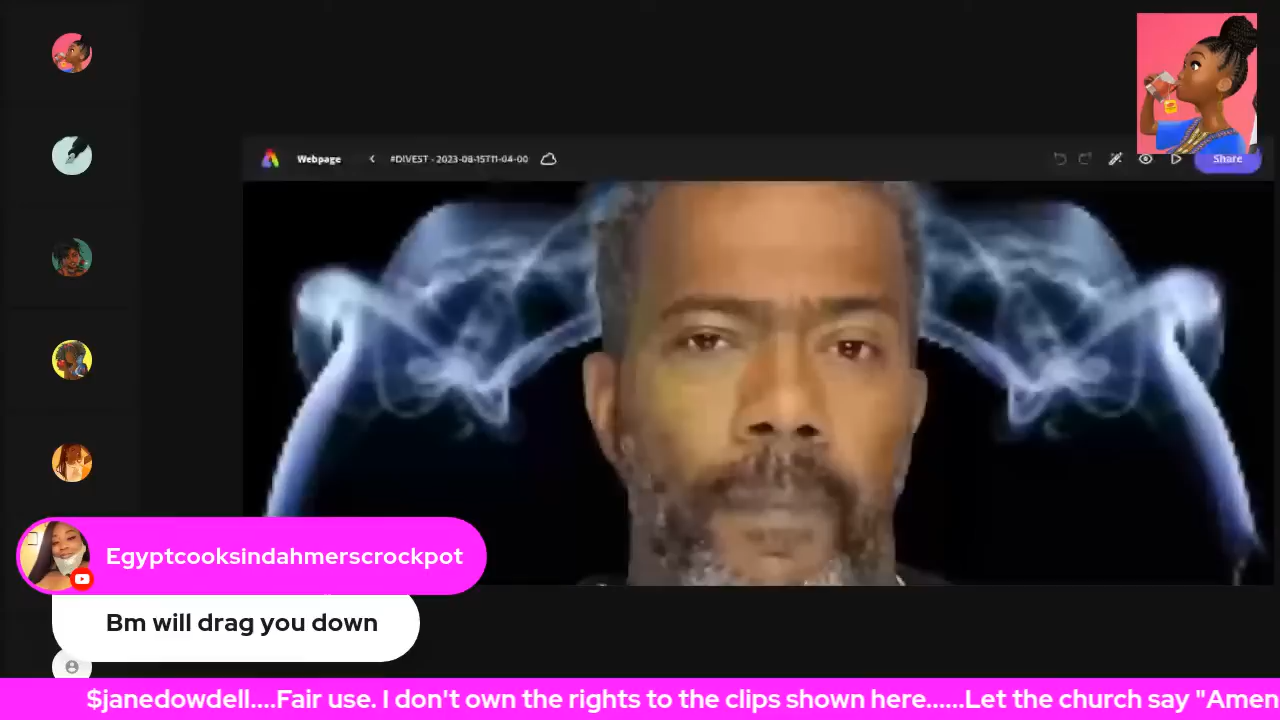 Webpage
#DIVEST - 2023-08-15T11-04-00
Share
Egyptcooksindahmerscrockpot
Bm will drag you down
$janedowdell....Fair use. I don't own the rights to the clips shown here......Let the church say "Amen